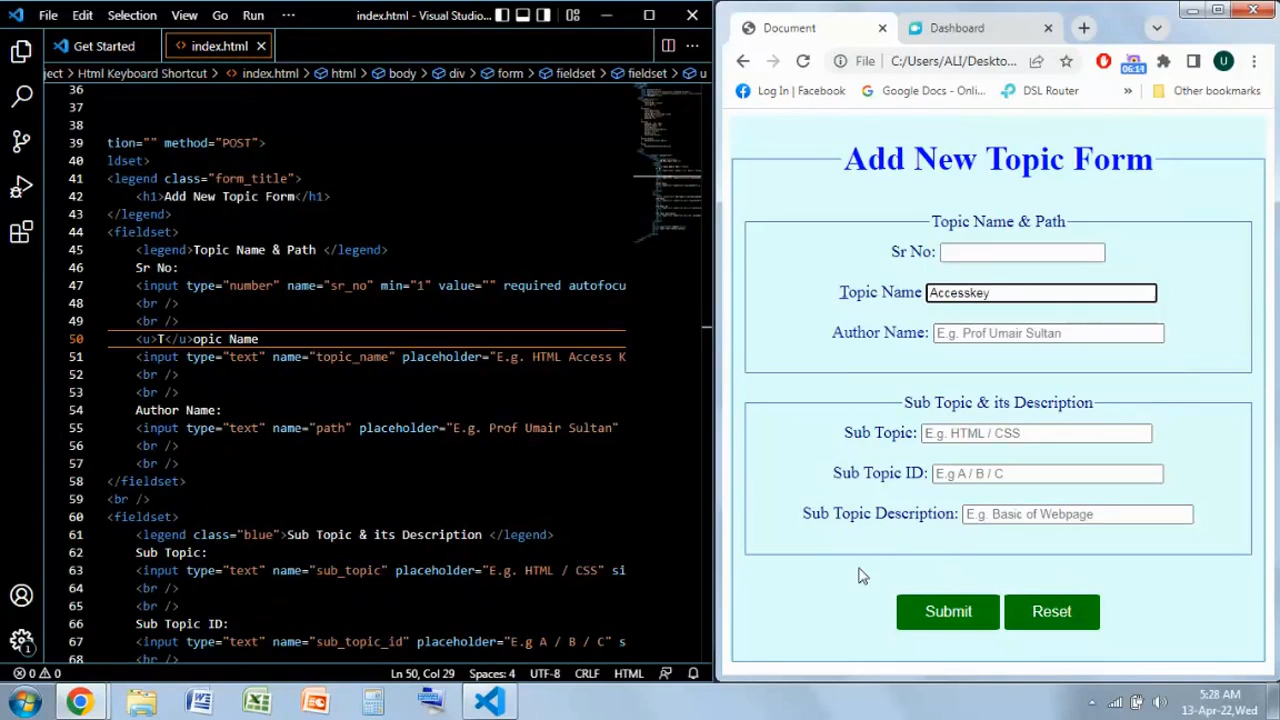 File Edit Selection View Go Run ··· index.html - Visual Studio...
Get Started index.html
ject > Html Keyboard Shortcut > index.html > html > body > div > form > fieldset > fieldset > u
36
37
38
39 tion="" method="POST">
40 ldset>
41 <legend class="form_title">
42 <h1>Add New Topic Form</h1>
43 </legend>
44 <fieldset>
45 <legend>Topic Name & Path </legend>
46 Sr No:
47 <input type="number" name="sr_no" min="1" value="" required autofocu
48 <br />
49 <br />
50 <u>T</u>opic Name
51 <input type="text" name="topic_name" placeholder="E.g. HTML Access K
52 <br />
53 <br />
54 Author Name:
55 <input type="text" name="path" placeholder="E.g. Prof Umair Sultan"
56 <br />
57 <br />
58 </fieldset>
59 <br />
60 <fieldset>
61 <legend class="blue">Sub Topic & its Description </legend>
62 Sub Topic:
63 <input type="text" name="sub_topic" placeholder="E.g. HTML / CSS" si
64 <br />
65 <br />
66 Sub Topic ID:
67 <input type="text" name="sub_topic_id" placeholder="E.g A / B / C" s
68 <br />
1
0 0 Ln 50, Col 29 Spaces: 4 UTF-8 CRLF HTML
Document Dashboard
File C:/Users/ALI/Deskto... 06:14 U
Log In | Facebook Google Docs - Onli... DSL Router » Other bookmarks
Add New Topic Form
Topic Name & Path
Sr No:
Topic Name Accesskey
Author Name: E.g. Prof Umair Sultan
Sub Topic & its Description
Sub Topic: E.g. HTML / CSS
Sub Topic ID: E.g A / B / C
Sub Topic Description: E.g. Basic of Webpage
Submit Reset
5:28 AM
13-Apr-22,Wed